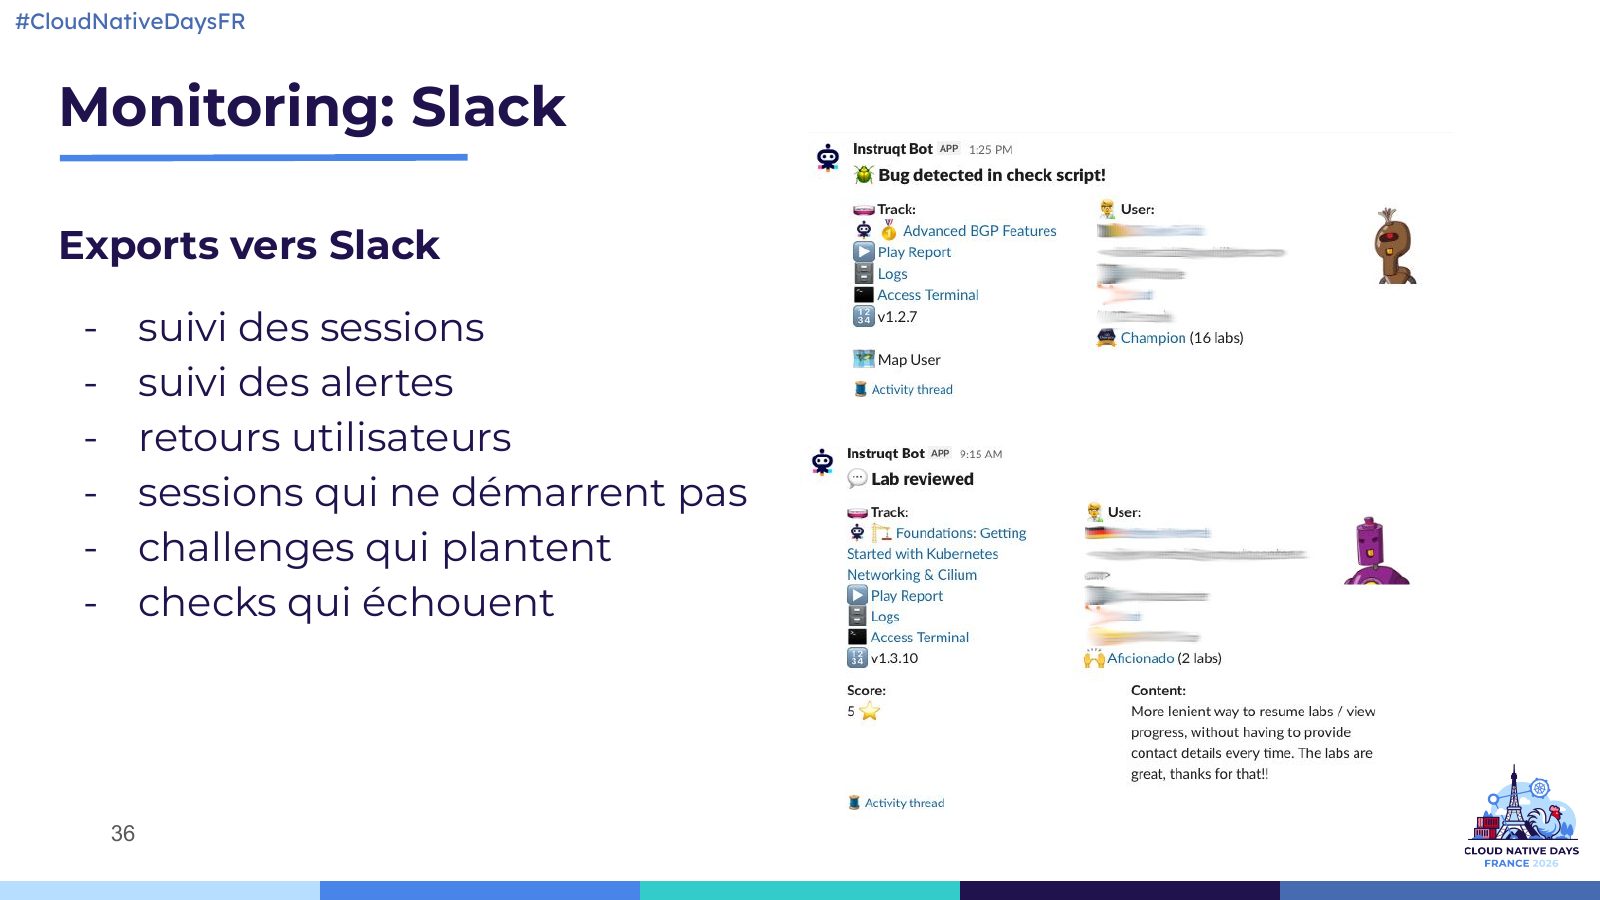 #CloudNativeDaysFR
Monitoring: Slack
Exports vers Slack
- suivi des sessions
- suivi des alertes
- retours utilisateurs
- sessions qui ne démarrent pas
- challenges qui plantent
- checks qui échouent
Instruqt Bot APP 1:25 PM
Bug detected in check script!
Track:
Advanced BGP Features
Play Report
Logs
Access Terminal
v1.2.7
Map User
Activity thread
User:
Champion (16 labs)
Instruqt Bot APP 9:15 AM
Lab reviewed
Track:
Foundations: Getting
Started with Kubernetes
Networking & Cilium
Play Report
Logs
Access Terminal
v1.3.10
User:
Aficionado (2 labs)
Score:
5
Content:
More lenient way to resume labs / view
progress, without having to provide
contact details every time. The labs are
great, thanks for that!!
Activity thread
36
CLOUD NATIVE DAYS
FRANCE 2026